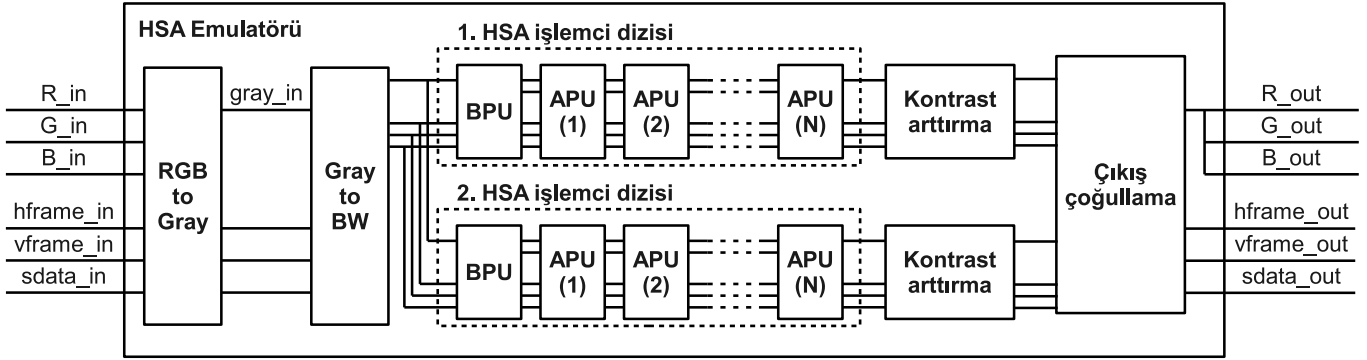 HSA Emulatörü
1. HSA işlemci dizisi
R_in
G_in
B_in
hframe_in
vframe_in
sdata_in
RGB
to
Gray
gray_in
Gray
to
BW
BPU
APU
(1)
APU
(2)
APU
(N)
Kontrast
arttırma
2. HSA işlemci dizisi
BPU
APU
(1)
APU
(2)
APU
(N)
Kontrast
arttırma
Çıkış
çoğullama
R_out
G_out
B_out
hframe_out
vframe_out
sdata_out